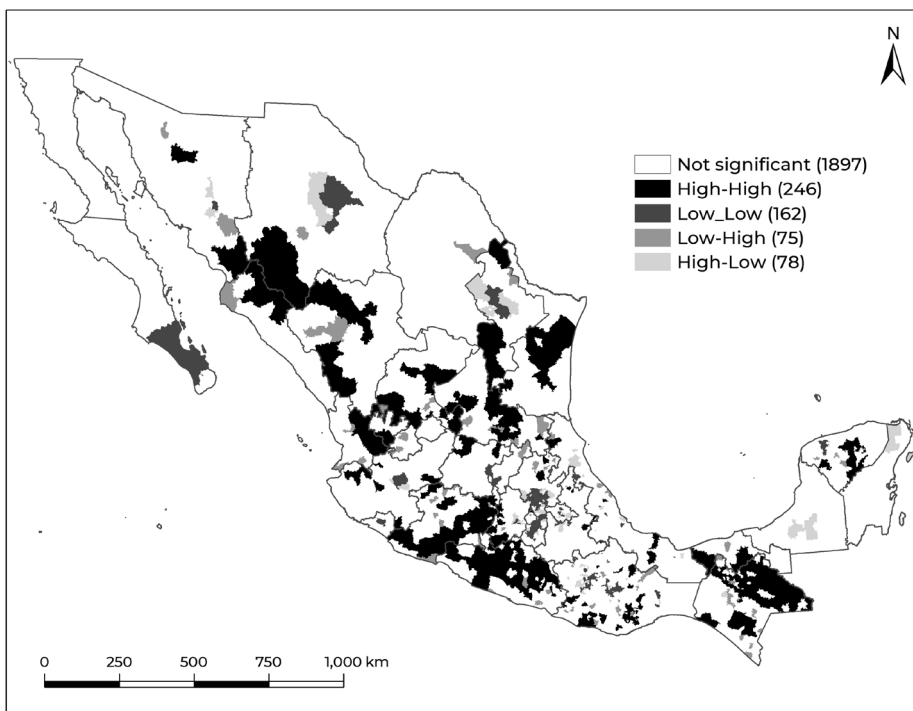 N
Not significant (1897)
High-High (246)
Low_Low (162)
Low-High (75)
High-Low (78)
0 250 500 750 1,000 km